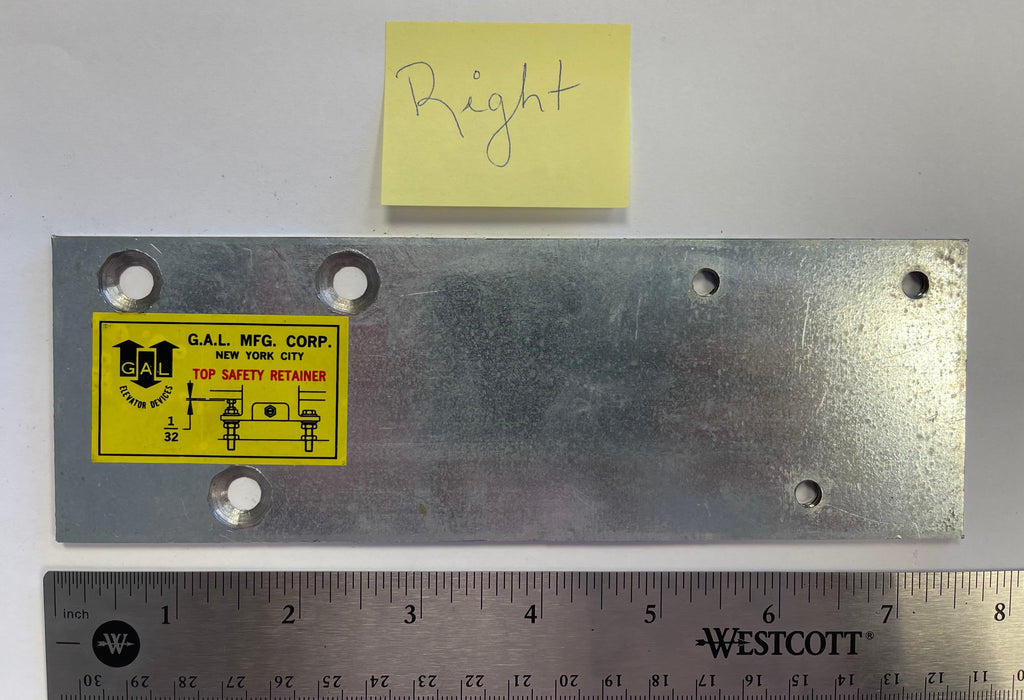 Right
G.A.L. MFG. CORP.
NEW YORK CITY
TOP SAFETY RETAINER
GAL
ELEVATOR DEVICES
1
32
inch 1 2 3 4 5 6 7 8
W WESTCOTT®
30 29 28 27 26 25 24 23 22 21 20 19 18 17 16 15 14 13 12 11